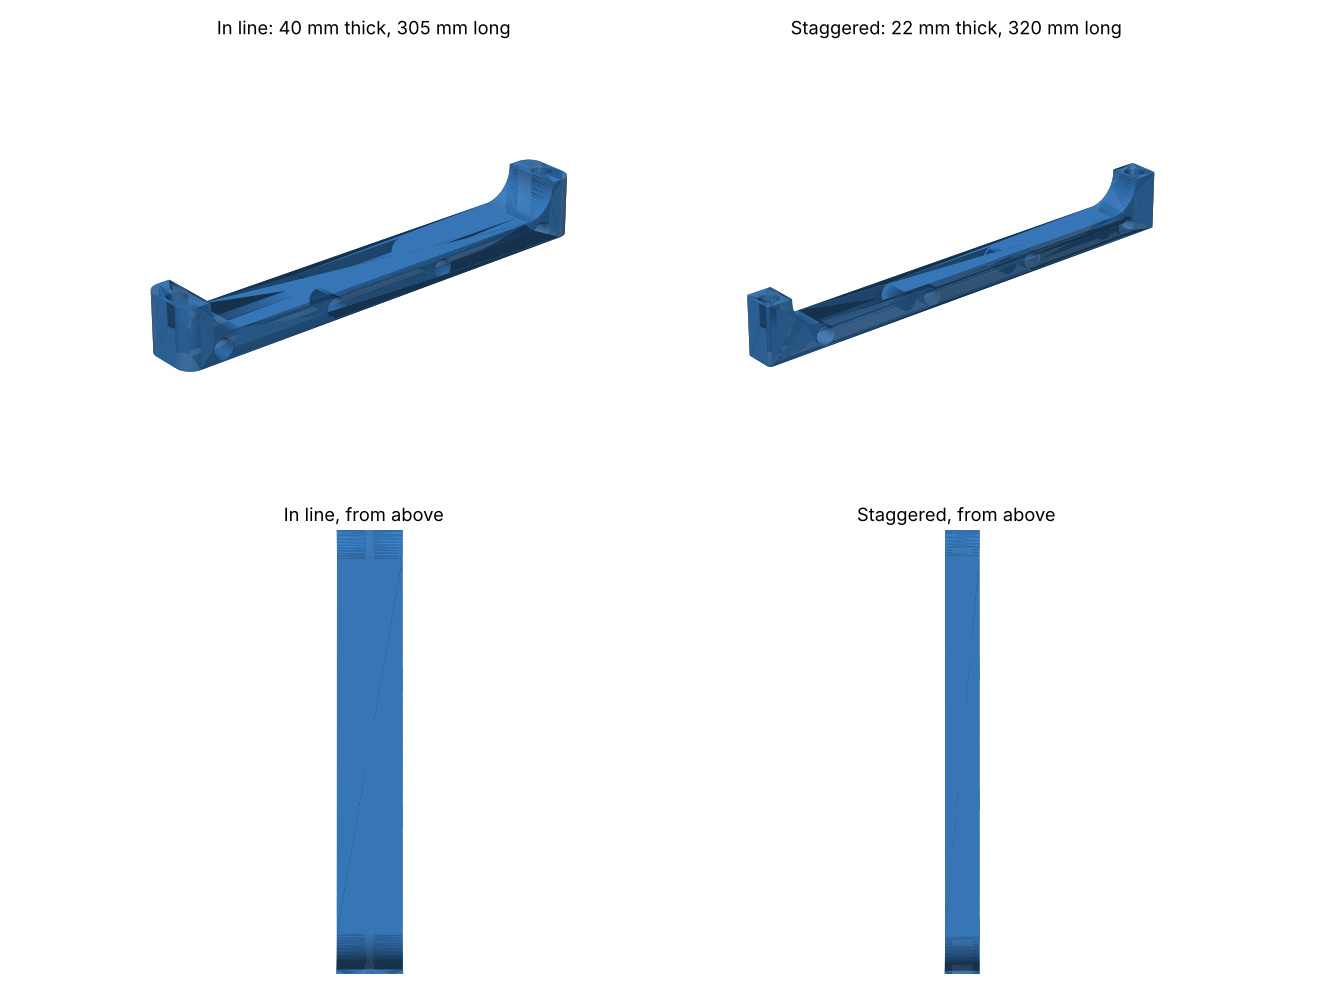 In line: 40 mm thick, 305 mm long
Staggered: 22 mm thick, 320 mm long
In line, from above
Staggered, from above